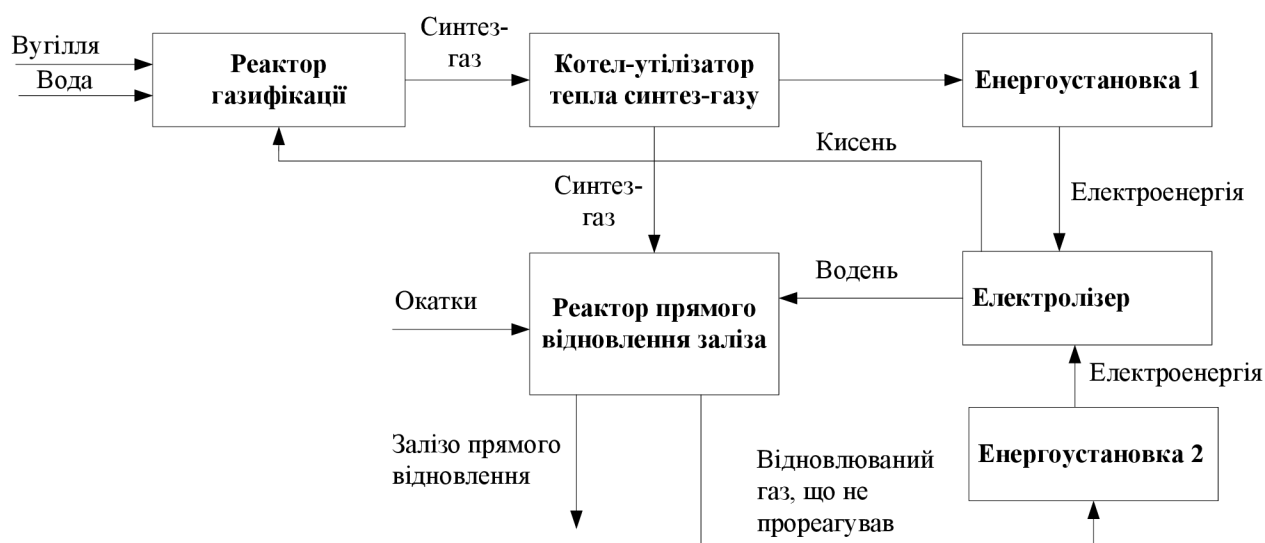 Вугілля
Вода
Реактор
газифікації
Синтез-
газ
Котел-утілізатор
тепла синтез-газу
Енергоустановка 1
Кисень
Синтез-
газ
Електроенергія
Окатки
Реактор прямого
відновлення заліза
Водень
Електролізер
Електроенергія
Залізо прямого
відновлення
Відновлюваний
газ, що не
прореагував
Енергоустановка 2